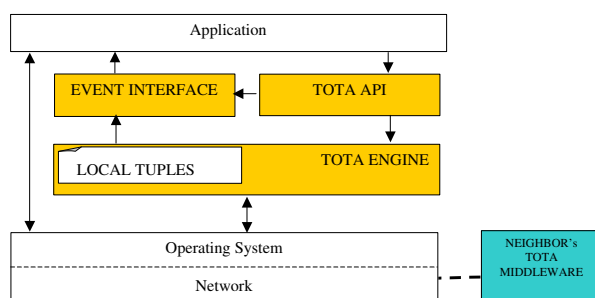 Application
EVENT INTERFACE
TOTA API
TOTA ENGINE
LOCAL TUPLES
Operating System
Network
NEIGHBOR's
TOTA
MIDDLEWARE